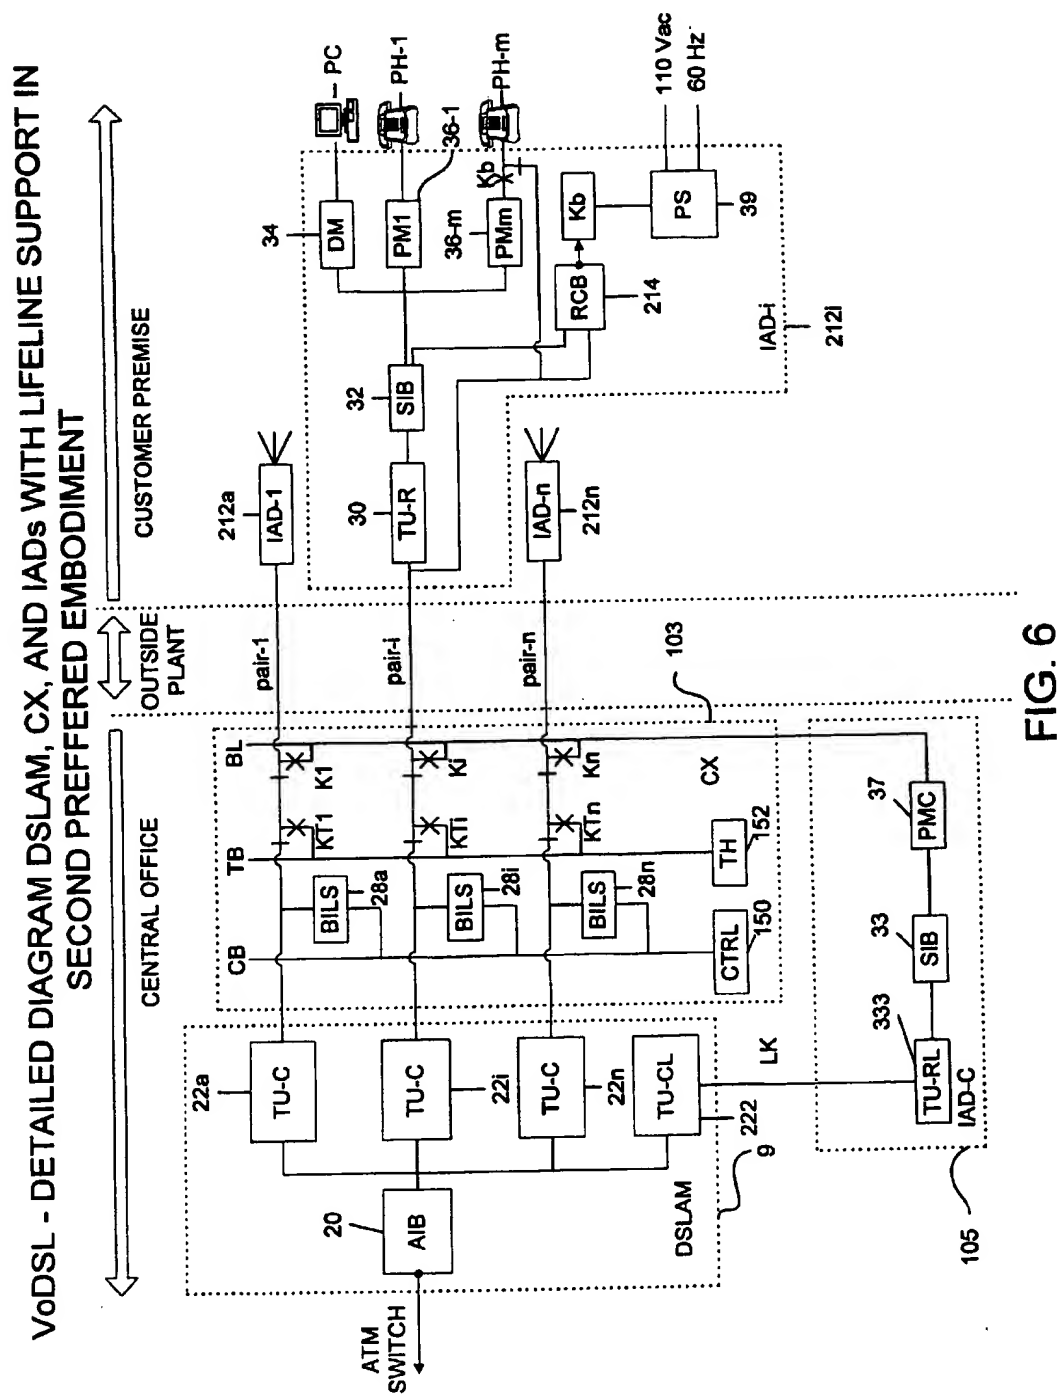 VoDSL - DETAILED DIAGRAM DSLAM, CX, AND IADs WITH LIFELINE SUPPORT IN
SECOND PREFFERED EMBODIMENT
CENTRAL OFFICE
OUTSIDE
PLANT
CUSTOMER PREMISE
ATM
SWITCH
20
AIB
DSLAM
9
22a
TU-C
TU-C
22i
TU-C
22n
TU-CL
222
LK
CB
TB
BL
BILS
28a
BILS
28i
BILS
28n
CTRL
150
TH
152
KT1
KTi
KTn
K1
Ki
Kn
CX
103
105
333
TU-RL
IAD-C
33
SIB
37
PMC
pair-1
pair-i
pair-n
212a
IAD-1
IAD-n
212n
30
TU-R
32
SIB
34
DM
PM1
36-1
36-m
PMm
Kb
PC
PH-1
PH-m
RCB
214
Kb
PS
39
110 Vac
60 Hz
IAD-i
212i
FIG. 6